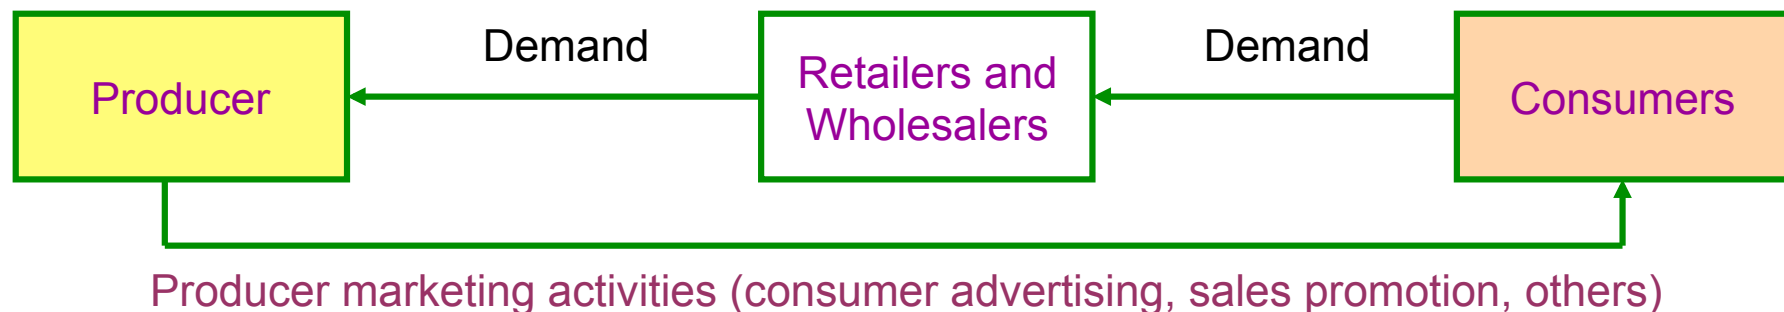 Demand
Demand
Producer
Retailers and
Wholesalers
Consumers
Producer marketing activities (consumer advertising, sales promotion, others)